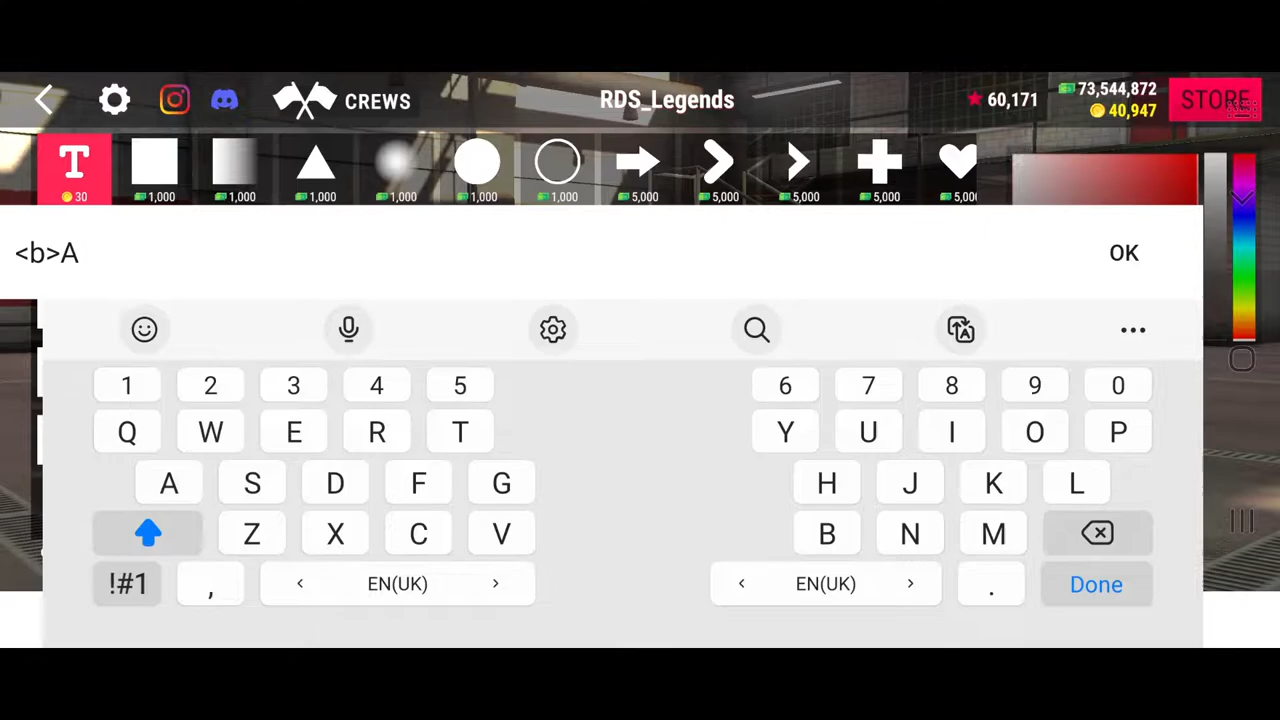 CREWS RDS_Legends 60,171 73,544,872 STORE
40,947
T
30 1,000 1,000 1,000 1,000 1,000 1,000 5,000 5,000 5,000 5,000 5,000
<b>A OK
1 2 3 4 5 6 7 8 9 0
Q W E R T Y U I O P
A S D F G H J K L
Z X C V B N M
!#1 , < EN(UK) > < EN(UK) > . Done